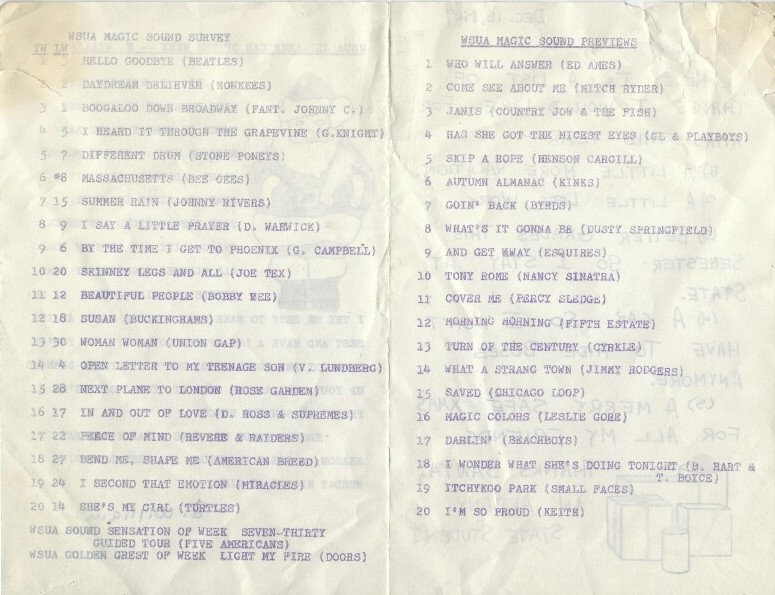 WSUA MAGIC SOUND SURVEY
TW LW
1 3 HELLO GOODBYE (BEATLES)
2 2 DAYDREAM BELIEVER (MONKEES)
3 1 BOOGALOO DOWN BROADWAY (FANT. JOHNNY C.)
4 5 I HEARD IT THROUGH THE GRAPEVINE (G.KNIGHT)
5 7 DIFFERENT DRUM (STONE PONEYS)
6 *8 MASSACHUSETTS (BEE GEES)
7 15 SUMMER RAIN (JOHNNY RIVERS)
8 9 I SAY A LITTLE PRAYER (D. WARWICK)
9 6 BY THE TIME I GET TO PHOENIX (G. CAMPBELL)
10 20 SKINNEY LEGS AND ALL (JOE TEX)
11 12 BEAUTIFUL PEOPLE (BOBBY VEE)
12 18 SUSAN (BUCKINGHAMS)
13 30 WOMAN WOMAN (UNION GAP)
14 4 OPEN LETTER TO MY TEENAGE SON (V. LUNDBERG)
15 28 NEXT PLANE TO LONDON (ROSE GARDEN)
16 17 IN AND OUT OF LOVE (D. ROSS & SUPREMES)
17 22 PEECE OF MIND (REVERE & RAIDERS)
18 27 BEND ME, SHAPE ME (AMERICAN BREED)
19 24 I SECOND THAT EMOTION (MIRACLES)
20 14 SHE'S MY GIRL (TURTLES)
WSUA SOUND SENSATION OF WEEK SEVEN-THIRTY
GUIDED TOUR (FIVE AMERICANS)
WSUA GOLDEN GREST OF WEEK LIGHT MY FIRE (DOORS)
WSUA MAGIC SOUND PREVIEWS
1 WHO WILL ANSWER (ED AMES)
2 COME SEE ABOUT ME (MITCH RYDER)
3 JANIS (COUNTRY JOW & THE FISH)
4 HAS SHE GOT THE NICEST EYES (GL & PLAYBOYS)
5 SKIP A ROPE (HENSON CARGILL)
6 AUTUMN ALMANAC (KINKS)
7 GOIN' BACK (BYRDS)
8 WHAT'S IT GONNA BE (DUSTY SPRINGFIELD)
9 AND GET AWAY (ESQUIRES)
10 TONY ROME (NANCY SINATRA)
11 COVER ME (PERCY SLEDGE)
12 MORNING MORNING (FIFTH ESTATE)
13 TURN OF THE CENTURY (CYRKLE)
14 WHAT A STRANG TOWN (JIMMY RODGERS)
15 SAVED (CHICAGO LOOP)
16 MAGIC COLORS (LESLIE GORE)
17 DARLIN' (BEACHBOYS)
18 I WONDER WHAT SHE'S DOING TONIGHT (B. HART &
T. BOYCE)
19 ITCHYKOO PARK (SMALL FACES)
20 I'M SO PROUD (KEITH)